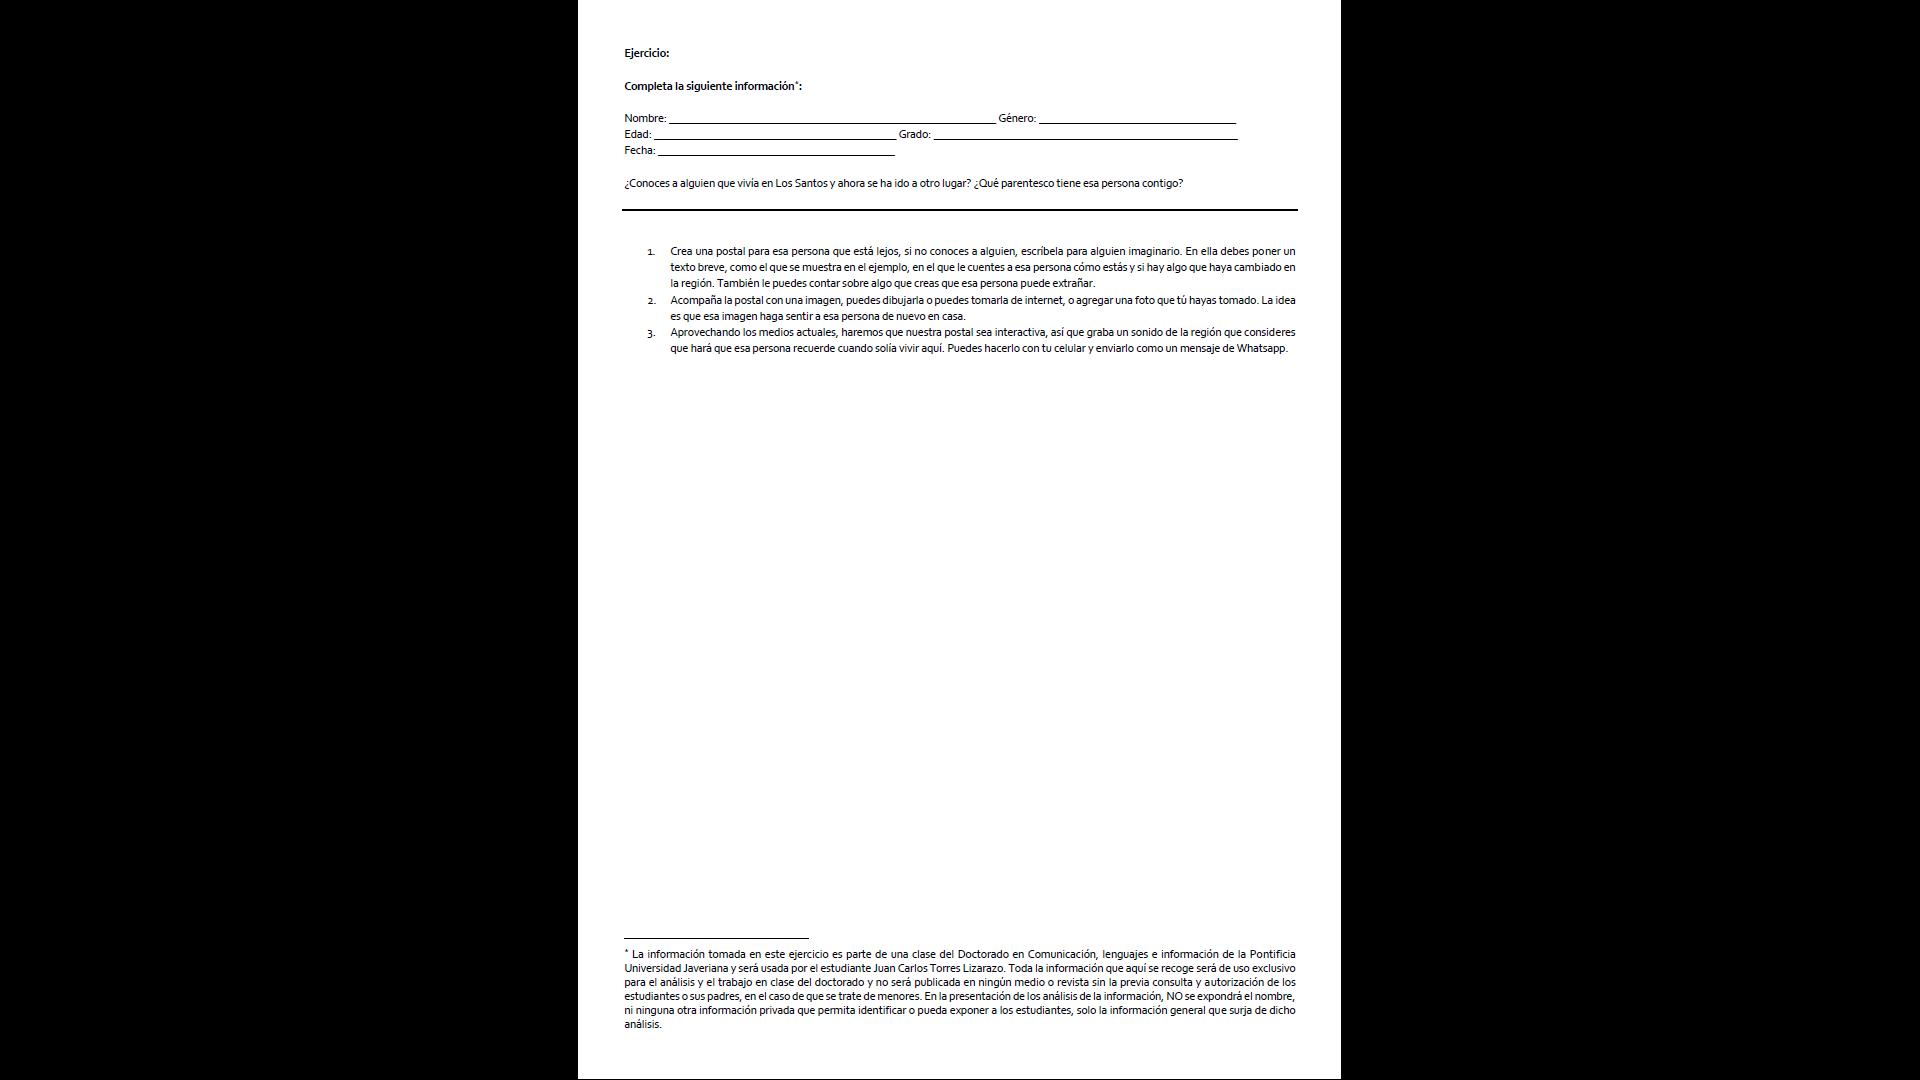 Ejercicio:
Completa la siguiente información*:
Nombre: ______________________________ Género: ______________________________
Edad: ______________________________ Grado: ______________________________
Fecha: ______________________________
¿Conoces a alguien que vivía en Los Santos y ahora se ha ido a otro lugar? ¿Qué parentesco tiene esa persona contigo?
1. Crea una postal para esa persona que está lejos, si no conoces a alguien, escríbela para alguien imaginario. En ella debes poner un
texto breve, como el que se muestra en el ejemplo, en el que le cuentes a esa persona cómo estás y si hay algo que haya cambiado en
la región. También le puedes contar sobre algo que creas que esa persona puede extrañar.
2. Acompaña la postal con una imagen, puedes dibujarla o puedes tomarla de internet, o agregar una foto que tú hayas tomado. La idea
es que esa imagen haga sentir a esa persona de nuevo en casa.
3. Aprovechando los medios actuales, haremos que nuestra postal sea interactiva, así que graba un sonido de la región que consideres
que hará que esa persona recuerde cuando solía vivir aquí. Puedes hacerlo con tu celular y enviarlo como un mensaje de Whatsapp.
* La información tomada en este ejercicio es parte de una clase del Doctorado en Comunicación, lenguajes e información de la Pontificia
Universidad Javeriana y será usada por el estudiante Juan Carlos Torres Lizarazo. Toda la información que aquí se recoge será de uso exclusivo
para el análisis y el trabajo en clase del doctorado y no será publicada en ningún medio o revista sin la previa consulta y autorización de los
estudiantes o sus padres, en el caso de que se trate de menores. En la presentación de los análisis de la información, NO se expondrá el nombre,
ni ninguna otra información privada que permita identificar o pueda exponer a los estudiantes, solo la información general que surja de dicho
análisis.